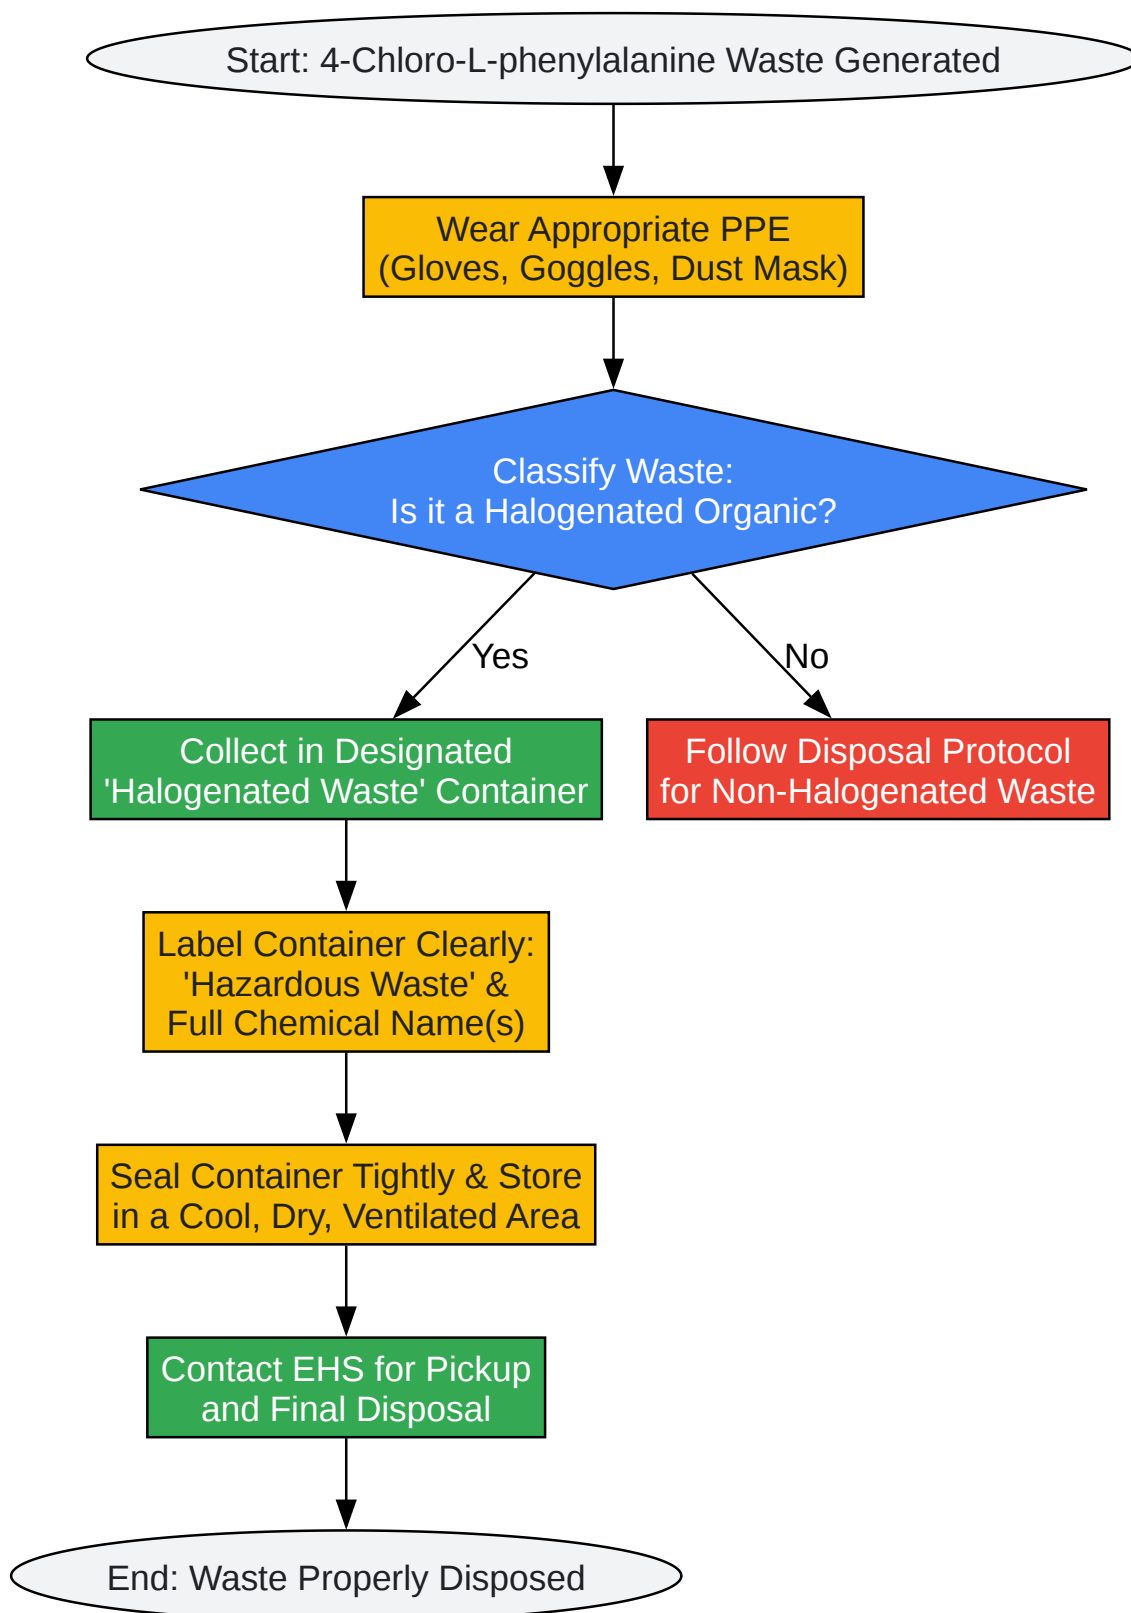 Start: 4-Chloro-L-phenylalanine Waste Generated
Wear Appropriate PPE
(Gloves, Goggles, Dust Mask)
Classify Waste:
Is it a Halogenated Organic?
Yes
No
Collect in Designated
'Halogenated Waste' Container
Follow Disposal Protocol
for Non-Halogenated Waste
Label Container Clearly:
'Hazardous Waste' &
Full Chemical Name(s)
Seal Container Tightly & Store
in a Cool, Dry, Ventilated Area
Contact EHS for Pickup
and Final Disposal
End: Waste Properly Disposed